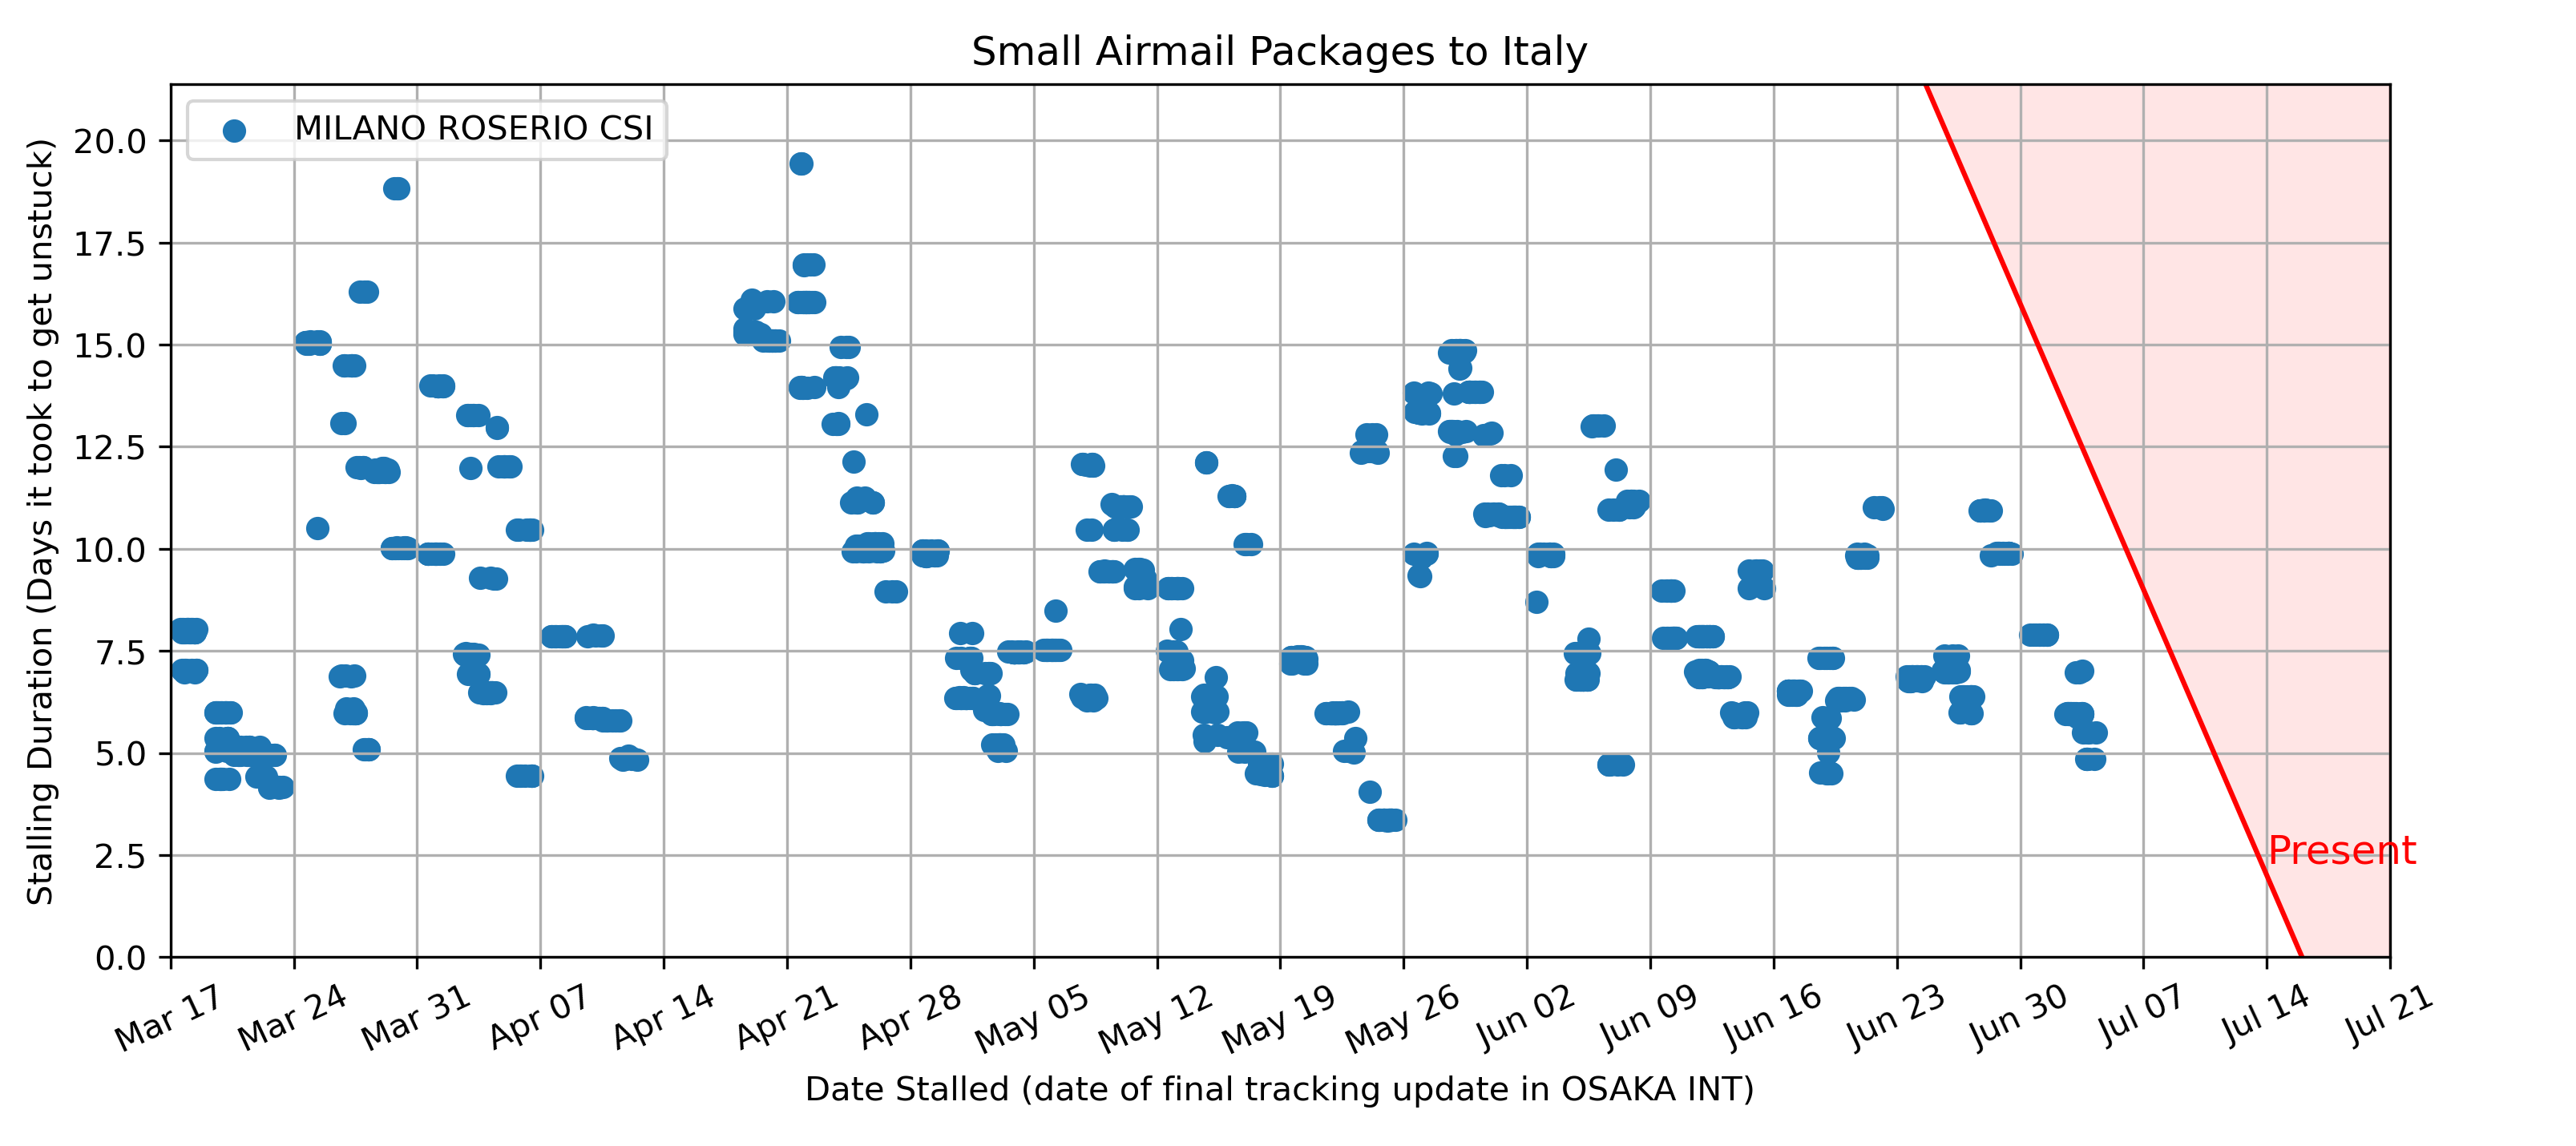 Small Airmail Packages to Italy
MILANO ROSERIO CSI
Stalling Duration (Days it took to get unstuck)
20.0
17.5
15.0
12.5
10.0
7.5
5.0
2.5
0.0
Present
Mar 17
Mar 24
Mar 31
Apr 07
Apr 14
Apr 21
Apr 28
May 05
May 12
May 19
May 26
Jun 02
Jun 09
Jun 16
Jun 23
Jun 30
Jul 07
Jul 14
Jul 21
Date Stalled (date of final tracking update in OSAKA INT)